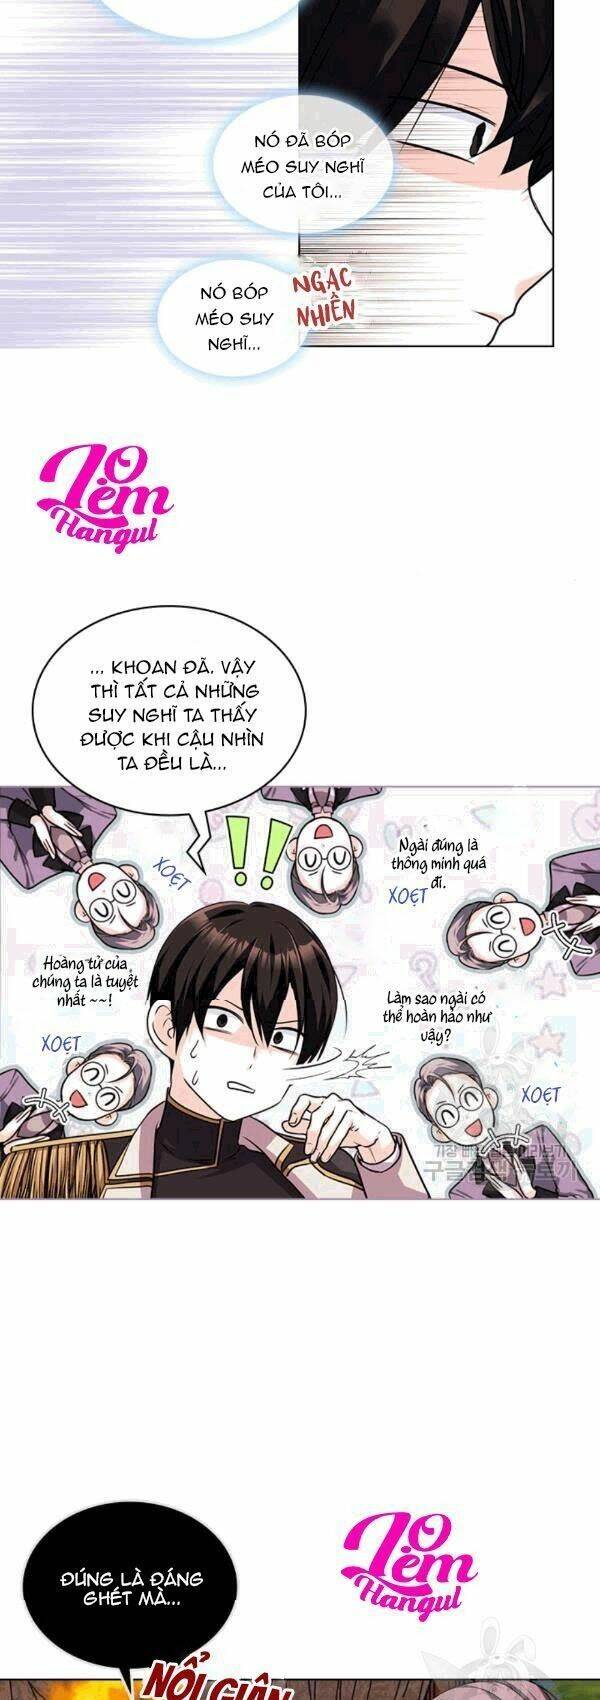 NÓ ĐÃ BÓP
MÉO SUY NGHĨ
CỦA TÔI...
NGẠC
NHIÊN
NÓ BÓP
MÉO SUY
NGHĨ...
LỌ
LEM
Hangul
... KHOAN ĐÃ. VẬY
THÌ TẤT CẢ NHỮNG
SUY NGHĨ TA THẤY
ĐƯỢC KHI CẬU NHÌN
TA ĐỀU LÀ...
!!
Ngài đúng là
thông minh quá
đi.
XOẸT
XOẸT
Hoàng tử của
chúng ta là tuyệt
nhất ~~!
Làm sao ngài có
thể hoàn hảo như
vậy?
XOẸT
XOẸT
LỌ
LEM
Hangul
ĐÚNG LÀ ĐÁNG
GHÉT MÀ...
NỔI GIẬN